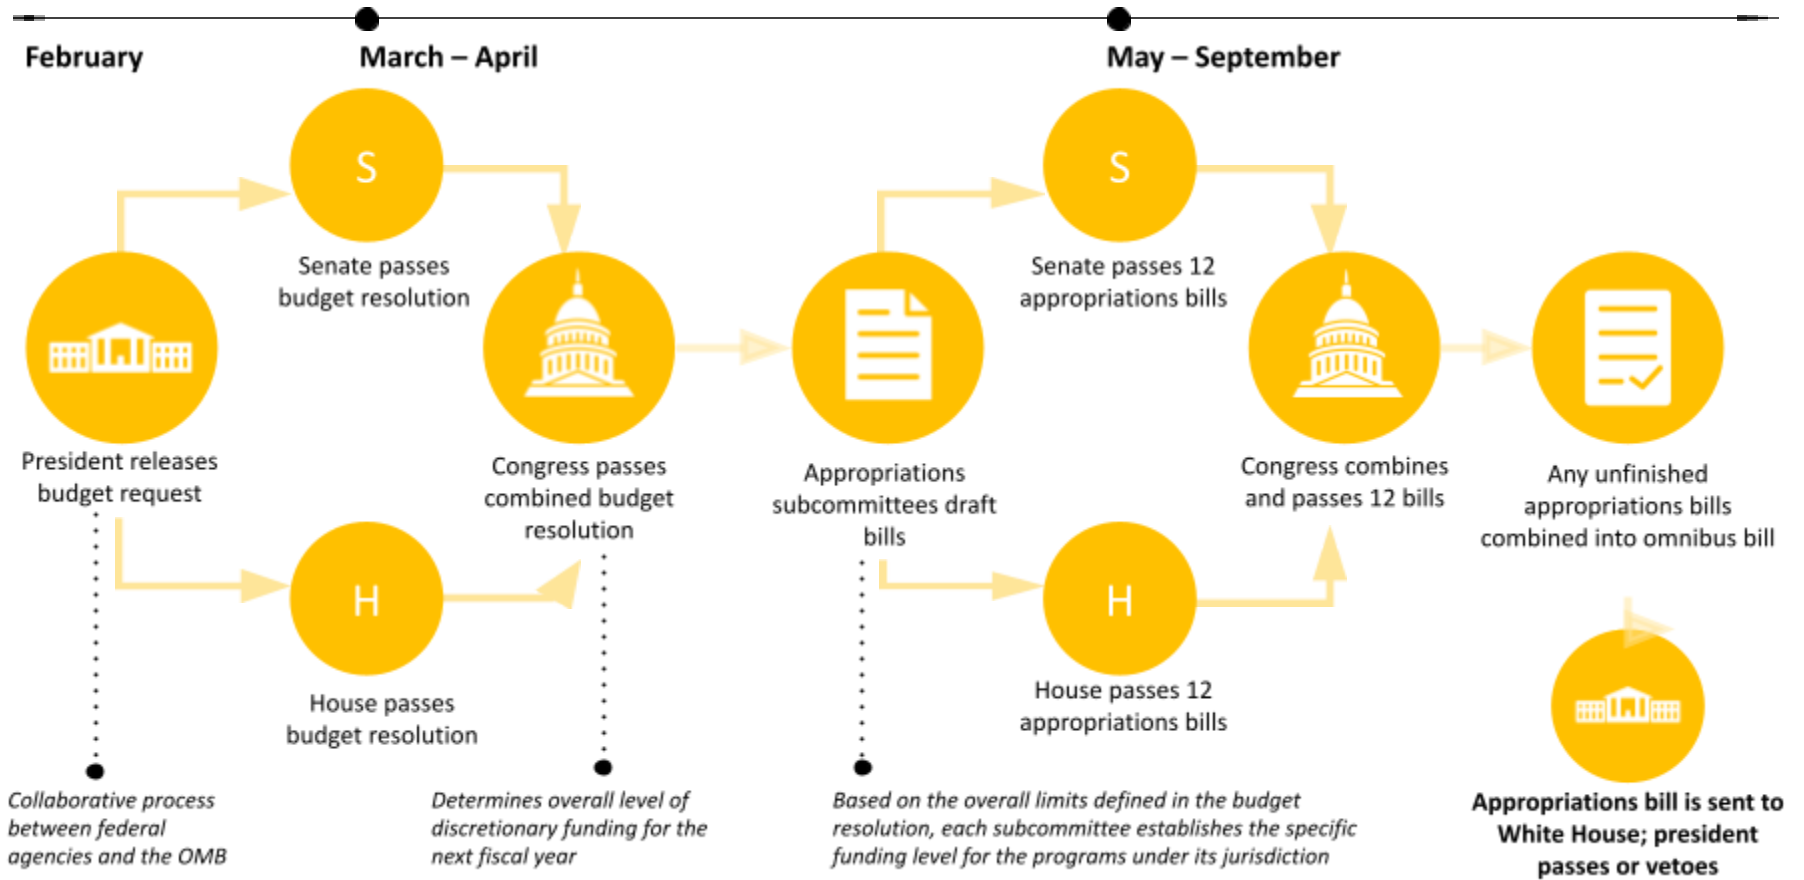 February
March – April
May – September
S
S
Senate passes
budget resolution
Senate passes 12
appropriations bills
President releases
budget request
Congress passes
combined budget
resolution
Appropriations
subcommittees draft
bills
Congress combines
and passes 12 bills
Any unfinished
appropriations bills
combined into omnibus bill
H
H
House passes
budget resolution
House passes 12
appropriations bills
Collaborative process
between federal
agencies and the OMB
Determines overall level of
discretionary funding for the
next fiscal year
Based on the overall limits defined in the budget
resolution, each subcommittee establishes the specific
funding level for the programs under its jurisdiction
Appropriations bill is sent to
White House; president
passes or vetoes